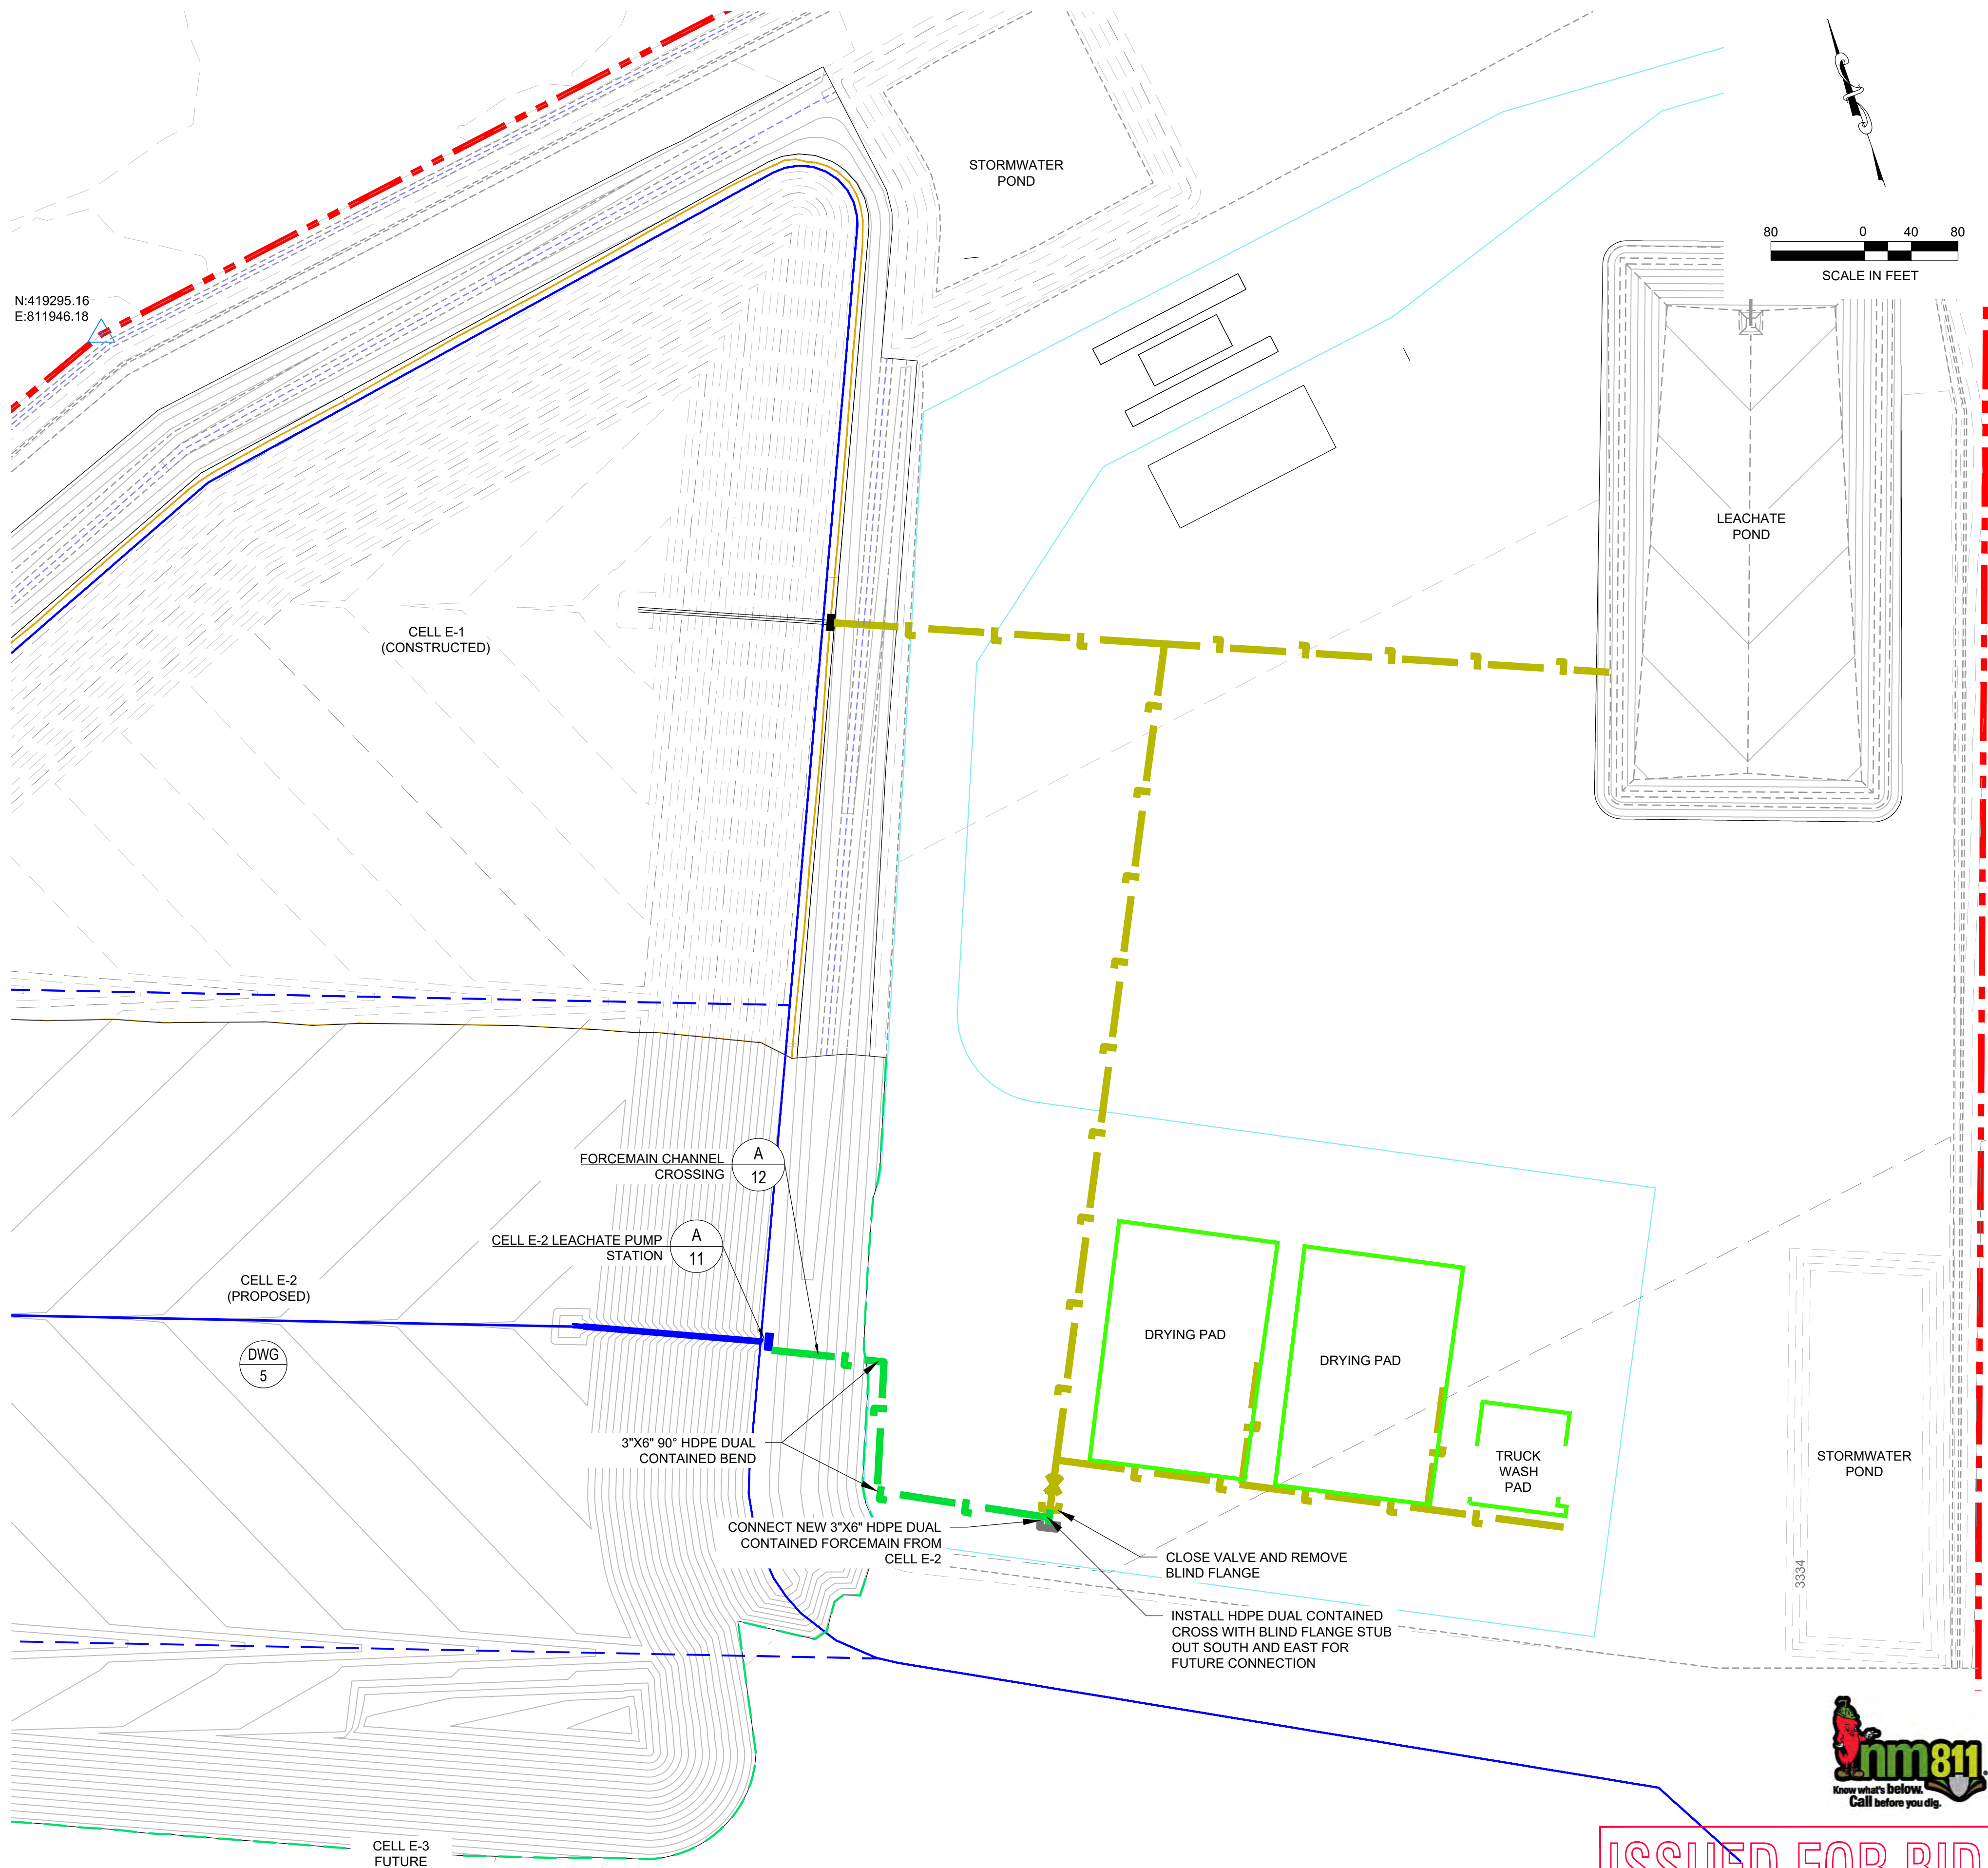 STORMWATER
POND
80 0 40 80
SCALE IN FEET
N:419295.16
E:811946.18
LEACHATE
POND
CELL E-1
(CONSTRUCTED)
FORCEMAIN CHANNEL
CROSSING
A
12
CELL E-2 LEACHATE PUMP
STATION
A
11
CELL E-2
(PROPOSED)
DWG
5
DRYING PAD
DRYING PAD
3"X6" 90° HDPE DUAL
CONTAINED BEND
TRUCK
WASH
PAD
STORMWATER
POND
CONNECT NEW 3"X6" HDPE DUAL
CONTAINED FORCEMAIN FROM
CELL E-2
CLOSE VALVE AND REMOVE
BLIND FLANGE
3334
INSTALL HDPE DUAL CONTAINED
CROSS WITH BLIND FLANGE STUB
OUT SOUTH AND EAST FOR
FUTURE CONNECTION
nm811
Know what's below.
Call before you dig.
CELL E-3
FUTURE
ISSUED FOR BID